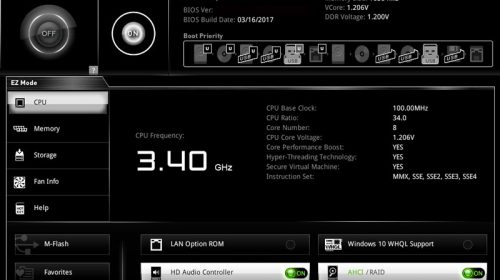 BIOS Ver:
BIOS Build Date: 03/16/2017
VCore: 1.206V
DDR Voltage: 1.200V
OFF
ON
Boot Priority
U
U
USB
USB
USB
USB
USB
U
?
EZ Mode
CPU
Memory
Storage
Fan Info
Help
CPU Frequency:
3.40 GHz
CPU Base Clock: 100.00MHz
CPU Ratio: 34.0
Core Number: 8
CPU Core Voltage: 1.206V
Core Performance Boost: YES
Hyper-Threading Technology: YES
Secure Virtual Machine: YES
Instruction Set: MMX, SSE, SSE2, SSE3, SSE4
M-Flash
LAN Option ROM
Windows 10 WHQL Support
Favorites
HD Audio Controller ON
AHCI / RAID ON